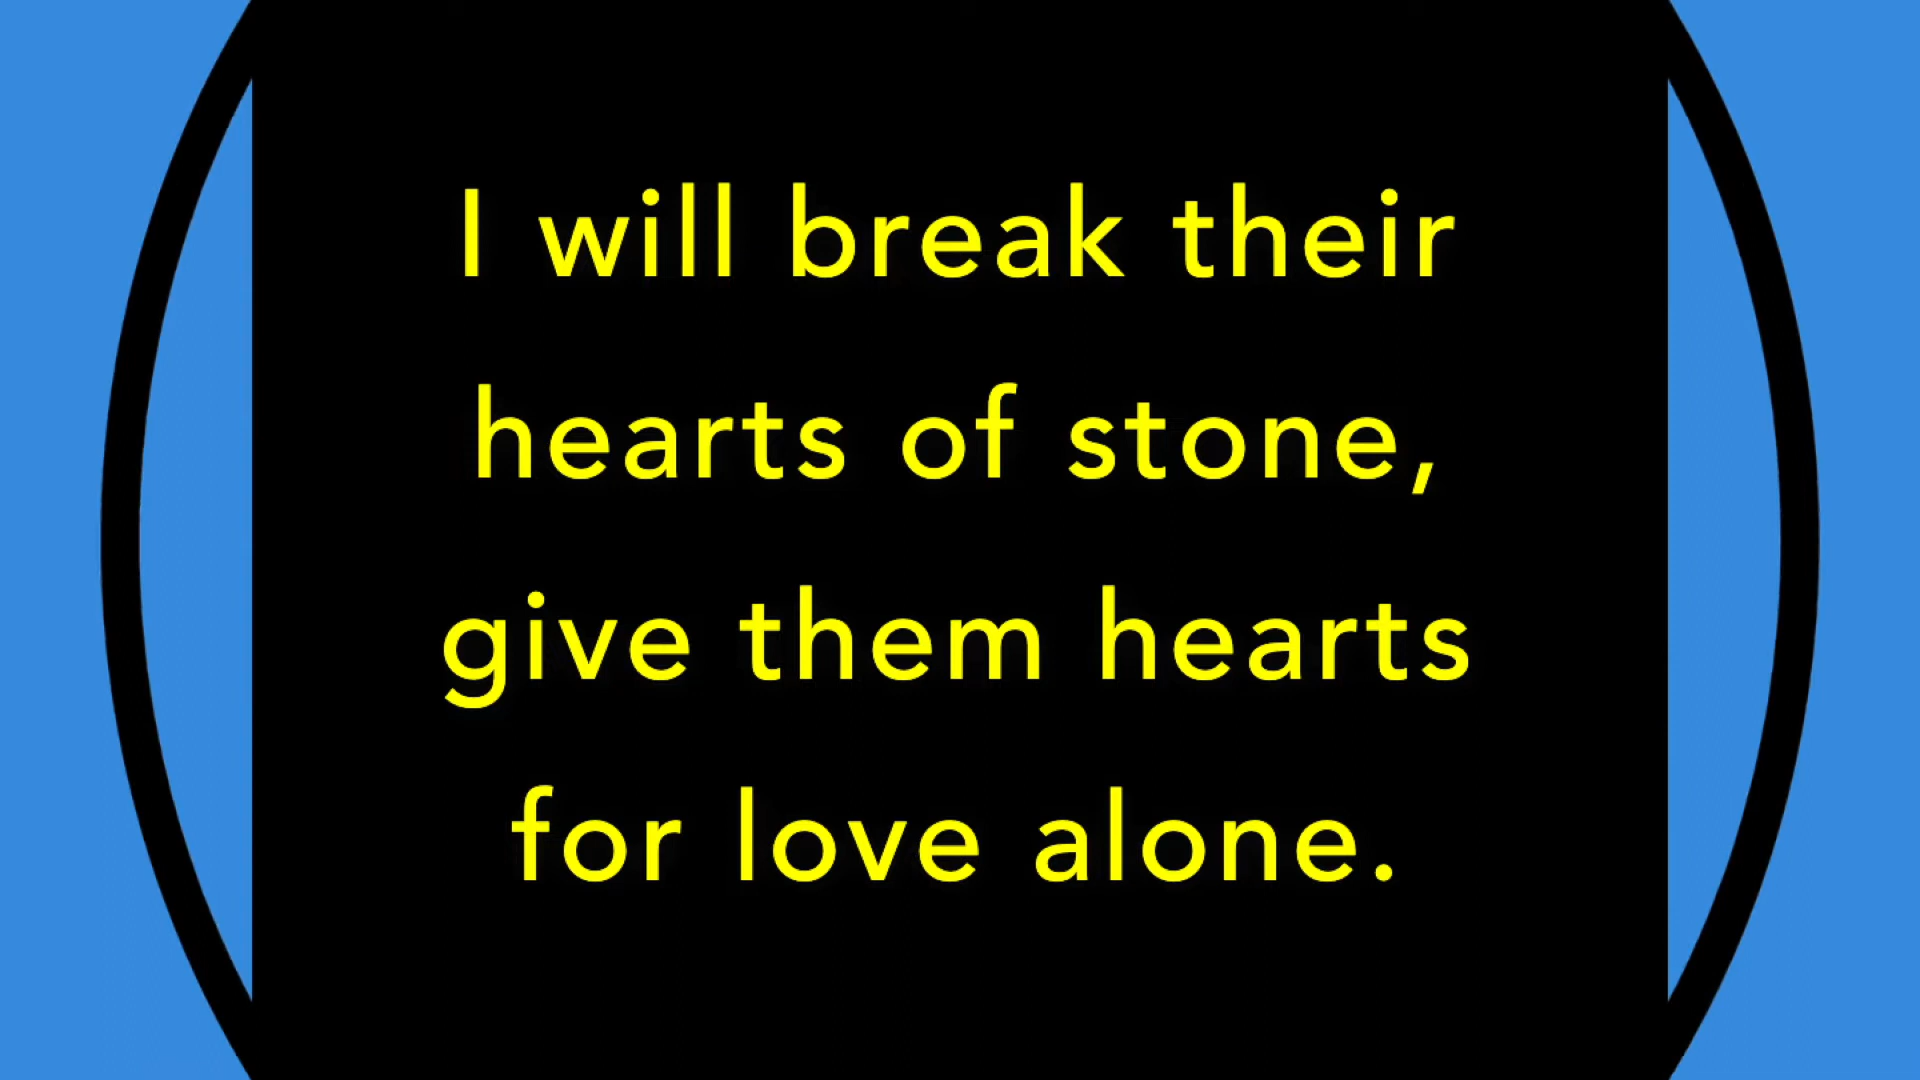 I will break their
hearts of stone,
give them hearts
for love alone.